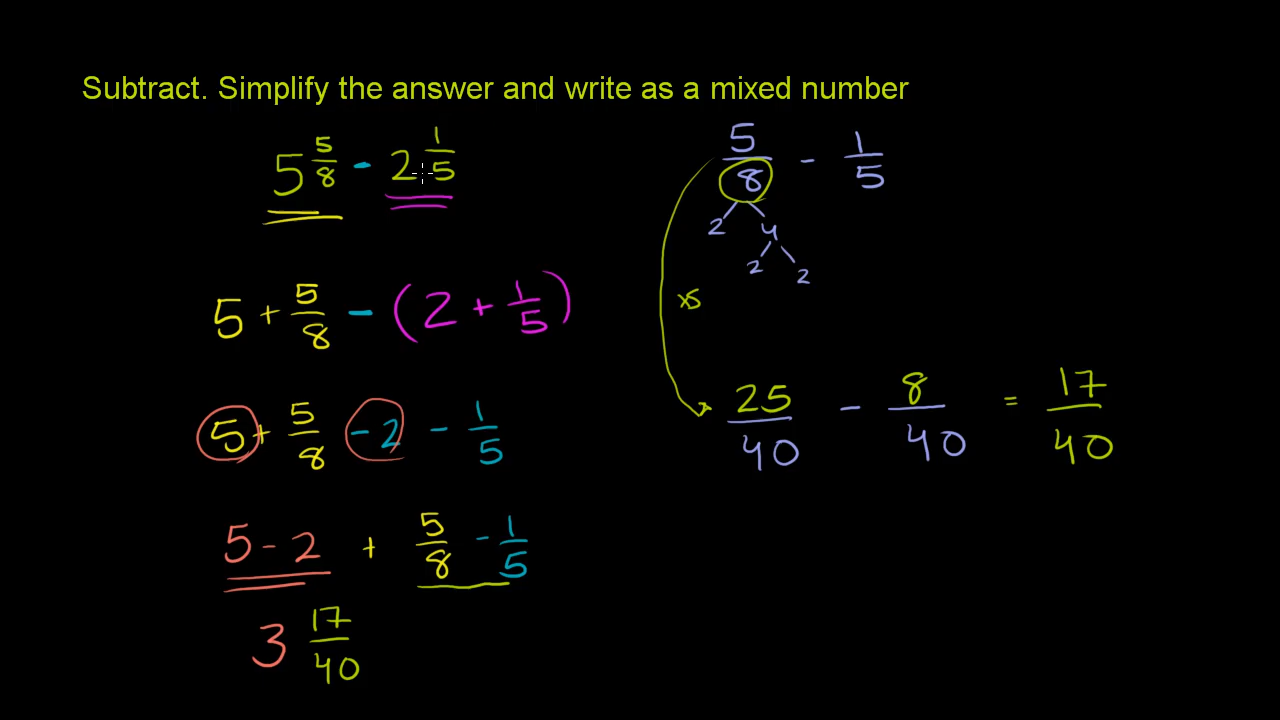 Subtract. Simplify the answer and write as a mixed number
5 5/8 - 2 1/5
5 + 5/8 - (2 + 1/5)
5 + 5/8 - 2 - 1/5
5 - 2 + 5/8 - 1/5
3 17/40
5/8 - 1/5
2 4
2 2
x5
25/40 - 8/40 = 17/40